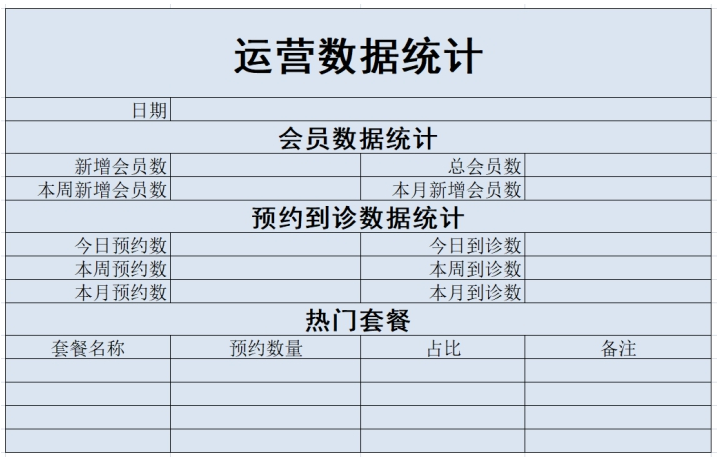 运营数据统计
日期
会员数据统计
新增会员数 总会员数
本周新增会员数 本月新增会员数
预约到诊数据统计
今日预约数 今日到诊数
本周预约数 本周到诊数
本月预约数 本月到诊数
热门套餐
套餐名称 预约数量 占比 备注